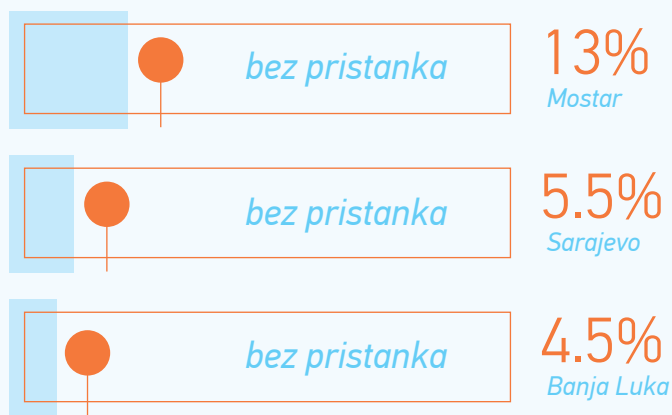 bez pristanka
13%
Mostar
bez pristanka
5.5%
Sarajevo
bez pristanka
4.5%
Banja Luka